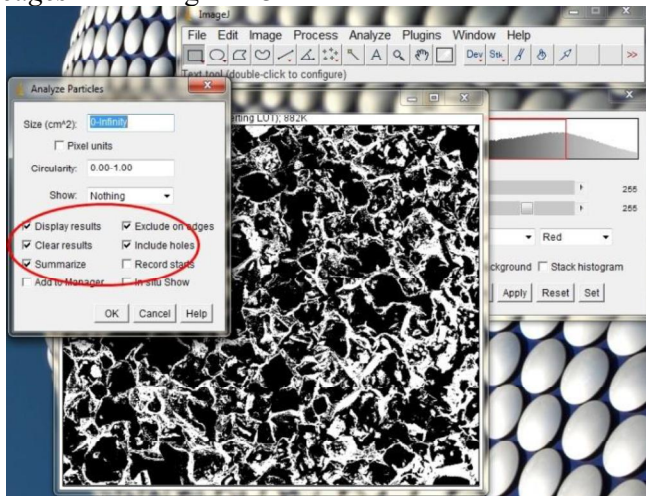 ImageJ
File Edit Image Process Analyze Plugins Window Help
A Dev Stk >>
Text tool (double-click to configure)
Analyze Particles
Size (cm^2): 0-Infinity
Pixel units
Circularity: 0.00-1.00
Show: Nothing
Display results Exclude on edges
Clear results Include holes
Summarize Record starts
Add to Manager In situ Show
OK Cancel Help
erting LUT); 882K
255
255
Red
ckground Stack histogram
Apply Reset Set